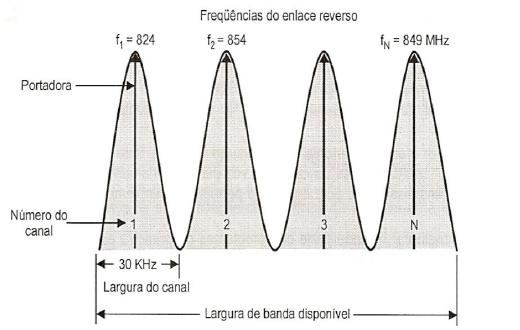 Freqüências do enlace reverso
f₁ = 824
f₂ = 854
fN = 849 MHz
Portadora
Número do
canal
1
2
3
N
30 KHz
Largura do canal
Largura de banda disponível